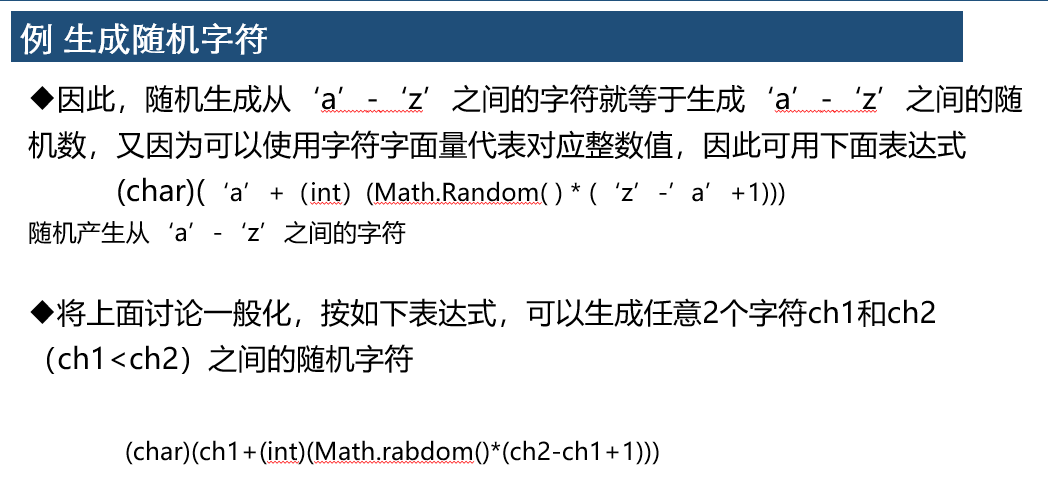 例 生成随机字符
◆因此，随机生成从‘a’-‘z’之间的字符就等于生成‘a’-‘z’之间的随
机数，又因为可以使用字符字面量代表对应整数值，因此可用下面表达式
(char)(‘a’+（int）(Math.Random( ) * (‘z’-’a’+1)))
随机产生从‘a’-‘z’之间的字符
◆将上面讨论一般化，按如下表达式，可以生成任意2个字符ch1和ch2
（ch1<ch2）之间的随机字符
(char)(ch1+(int)(Math.rabdom()*(ch2-ch1+1)))